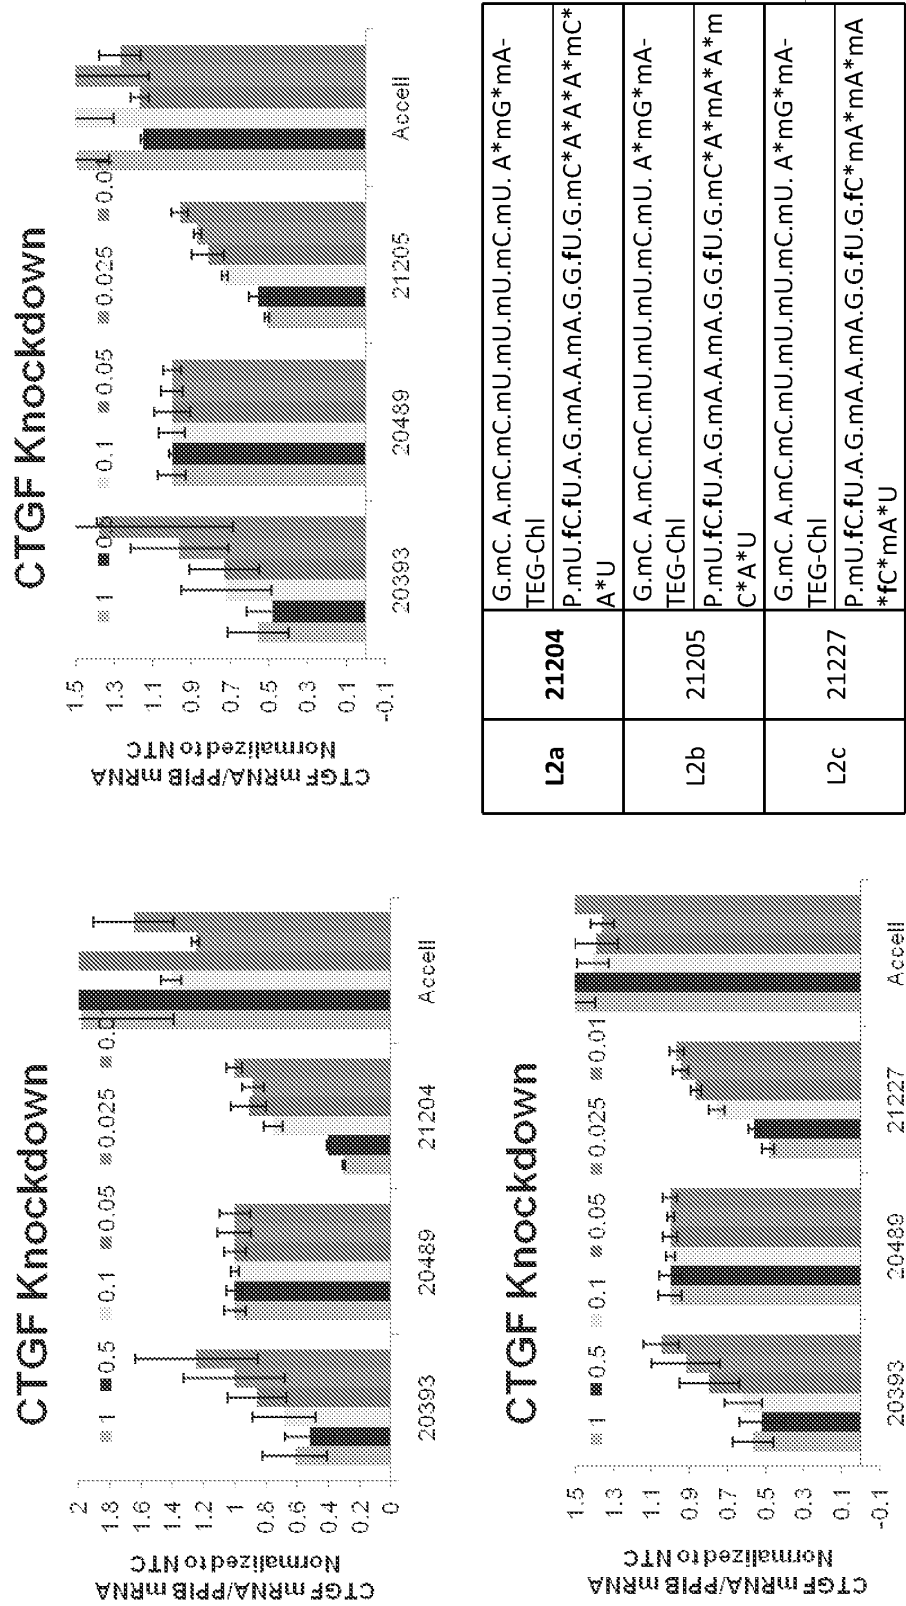 CTGF Knockdown
1 0.5 0.1 0.05 0.025
CTGF mRNA/PPIB mRNA
Normalized to NTC
2
1.8
1.6
1.4
1.2
1
0.8
0.6
0.4
0.2
0
20393 20489 21204 Accell
CTGF Knockdown
1 0.1 0.05 0.025 0.01
CTGF mRNA/PPIB mRNA
Normalized to NTC
1.5
1.3
1.1
0.9
0.7
0.5
0.3
0.1
-0.1
20393 20489 21205 Accell
CTGF Knockdown
1 0.5 0.1 0.05 0.025 0.01
CTGF mRNA/PPIB mRNA
Normalized to NTC
1.5
1.3
1.1
0.9
0.7
0.5
0.3
0.1
-0.1
20393 20489 21227 Accell
L2a 21204
G.mC. A.mC.mC.mU.mU.mU.mC.mU. A*mG*mA-
TEG-Chl
P.mU.fC.fU.A.G.mA.A.mA.G.G.fU.G.mC*A*A*A*mC*
A*U
L2b 21205
G.mC. A.mC.mC.mU.mU.mU.mC.mU. A*mG*mA-
TEG-Chl
P.mU.fC.fU.A.G.mA.A.mA.G.G.fU.G.mC*A*mA*A*m
C*A*U
L2c 21227
G.mC. A.mC.mC.mU.mU.mU.mC.mU. A*mG*mA-
TEG-Chl
P.mU.fC.fU.A.G.mA.A.mA.G.G.fU.G.fC*mA*mA*mA
*fC*mA*U